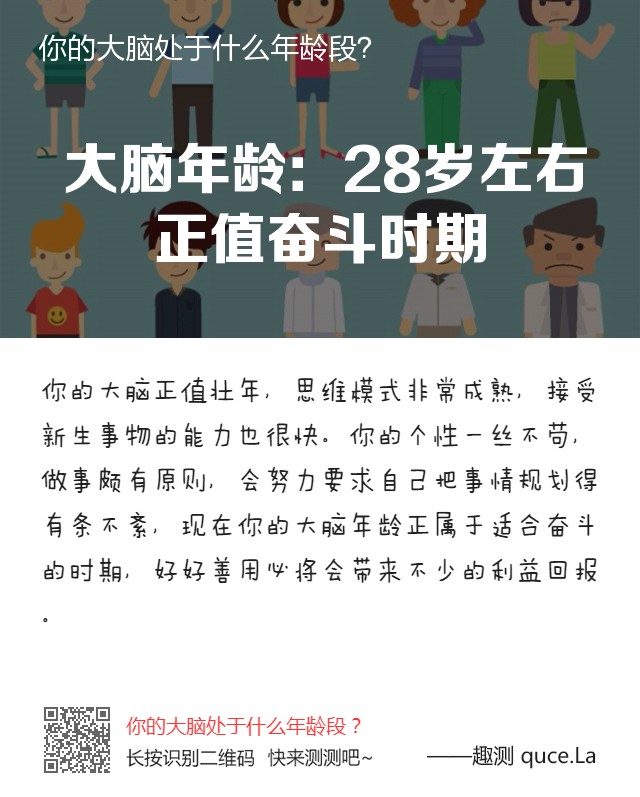 你的大脑处于什么年龄段？
大脑年龄：28岁左右
正值奋斗时期
你的大脑正值壮年，思维模式非常成熟，接受
新生事物的能力也很快。你的个性一丝不苟，
做事颇有原则，会努力要求自己把事情规划得
有条不紊，现在你的大脑年龄正属于适合奋斗
的时期，好好善用必将会带来不少的利益回报
。
你的大脑处于什么年龄段？
长按识别二维码 快来测测吧~
——趣测 quce.La